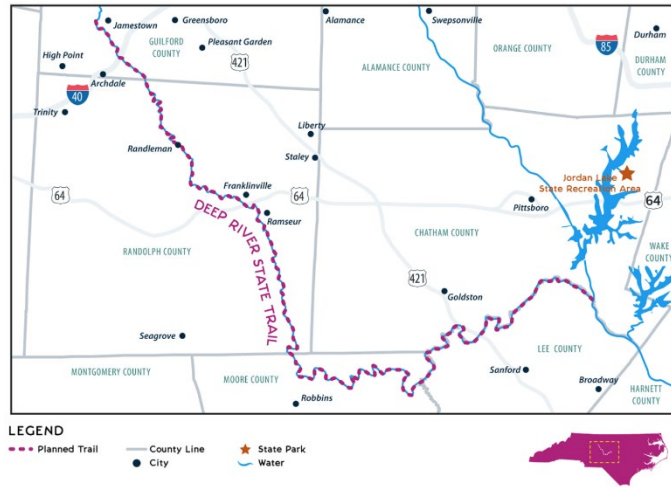 Jamestown
Greensboro
Alamance
Swepsonville
Durham
High Point
GUILFORD
COUNTY
Pleasant Garden
421
ALAMANCE COUNTY
ORANGE COUNTY
85
DURHAM
COUNTY
Archdale
40
Trinity
Liberty
Randleman
Staley
Jordan Lake
State Recreation Area
64
Franklinville
64
Ramseur
Pittsboro
64
DEEP RIVER STATE TRAIL
CHATHAM COUNTY
WAKE
COUNTY
RANDOLPH COUNTY
421
Goldston
Seagrove
LEE COUNTY
MONTGOMERY COUNTY
MOORE COUNTY
Sanford
Broadway
HARNETT
COUNTY
Robbins
LEGEND
Planned Trail
County Line
State Park
City
Water